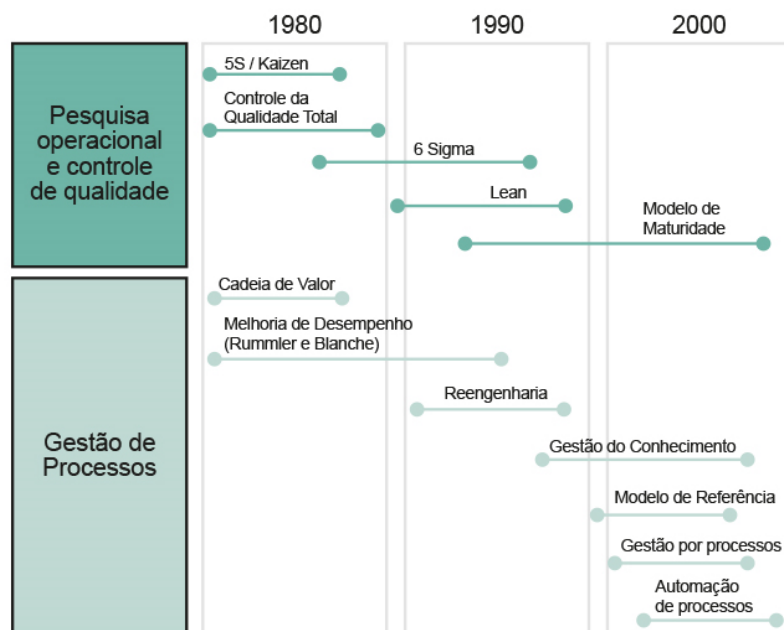 1980
1990
2000
Pesquisa
operacional
e controle
de qualidade
5S / Kaizen
Controle da
Qualidade Total
6 Sigma
Lean
Modelo de
Maturidade
Gestão de
Processos
Cadeia de Valor
Melhoria de Desempenho
(Rummler e Blanche)
Reengenharia
Gestão do Conhecimento
Modelo de Referência
Gestão por processos
Automação
de processos